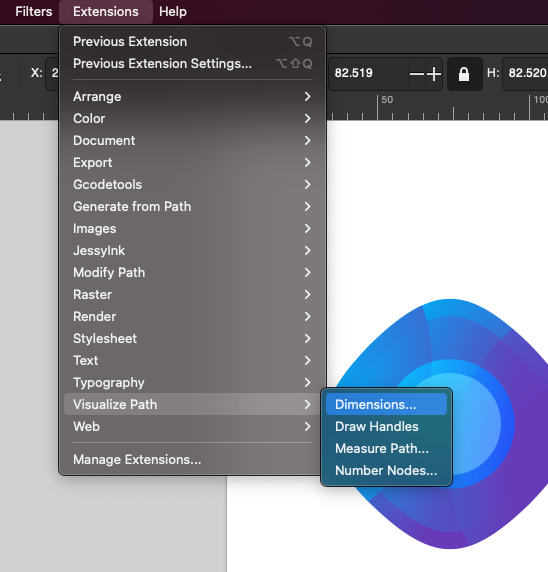 Filters Extensions Help
Previous Extension ⌥Q
Previous Extension Settings... ⌥⇧Q
X: 2
82.519
H: 82.520
50
100
Arrange
Color
Document
Export
Gcodetools
Generate from Path
Images
JessyInk
Modify Path
Raster
Render
Stylesheet
Text
Typography
Visualize Path
Web
Manage Extensions...
Dimensions...
Draw Handles
Measure Path...
Number Nodes...